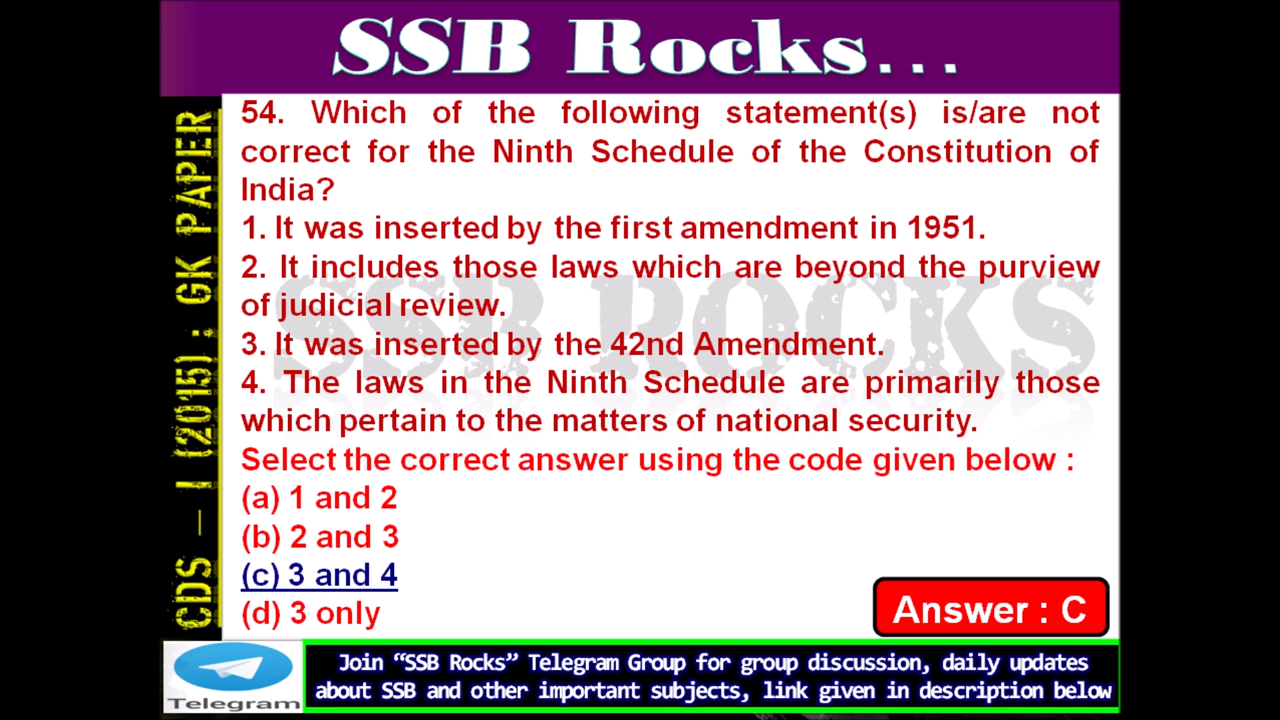 SSB Rocks...
CDS – I (2015) : GK PAPER
54. Which of the following statement(s) is/are not
correct for the Ninth Schedule of the Constitution of
India?
1. It was inserted by the first amendment in 1951.
2. It includes those laws which are beyond the purview
of judicial review.
3. It was inserted by the 42nd Amendment.
4. The laws in the Ninth Schedule are primarily those
which pertain to the matters of national security.
Select the correct answer using the code given below :
(a) 1 and 2
(b) 2 and 3
(c) 3 and 4
(d) 3 only
Answer : C
SSB ROCKS
Telegram
Join “SSB Rocks” Telegram Group for group discussion, daily updates
about SSB and other important subjects, link given in description below